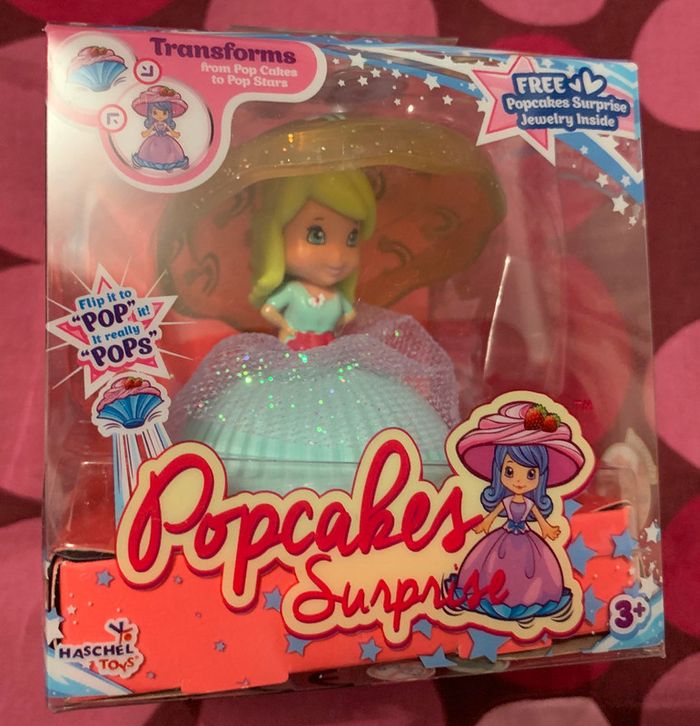 Transforms
from Pop Cakes
to Pop Stars
FREE
Popcakes Surprise
Jewelry Inside
Flip it to
"POP" it!
it really
"POPS"
Popcakes
Surprise
TM
HASCHEL
TOYS
3+